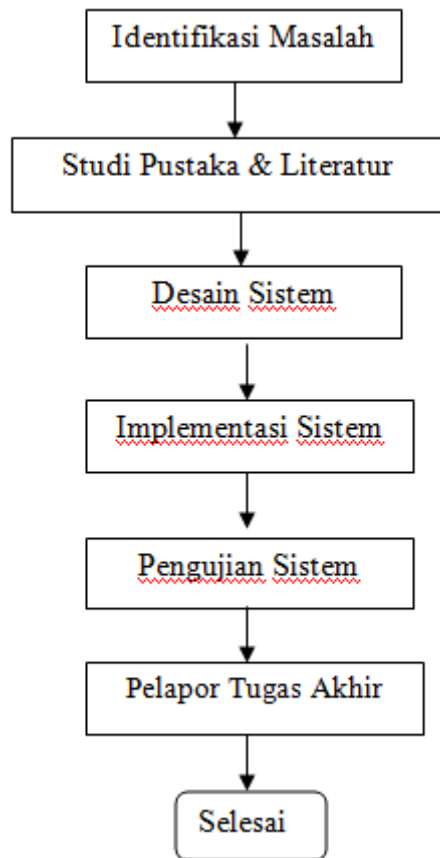 Identifikasi Masalah
Studi Pustaka & Literatur
Desain Sistem
Implementasi Sistem
Pengujian Sistem
Pelapor Tugas Akhir
Selesai